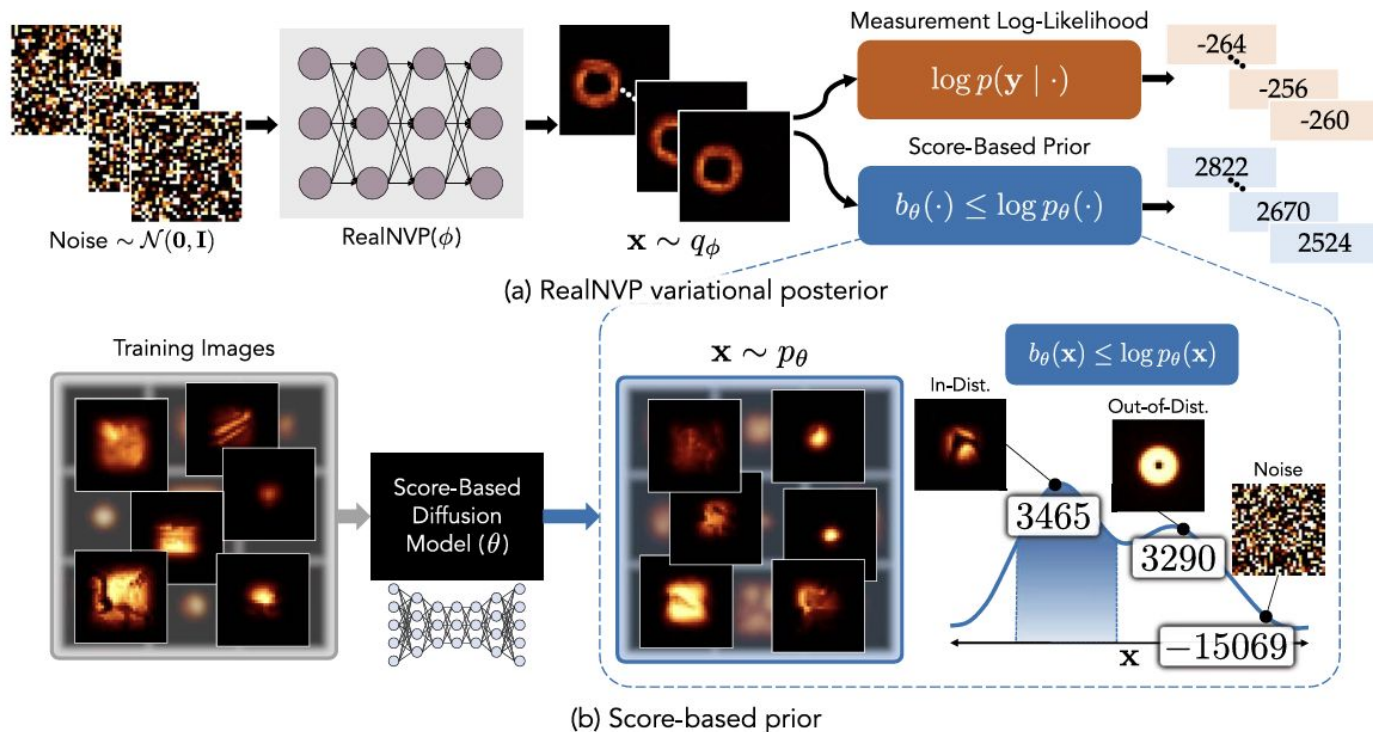 Measurement Log-Likelihood
log p(y | ·)
-264
-256
-260
Score-Based Prior
b_θ(·) ≤ log p_θ(·)
2822
2670
2524
Noise ∼ 𝒩(0, I)
RealNVP(ϕ)
x ∼ q_ϕ
(a) RealNVP variational posterior
Training Images
x ∼ p_θ
b_θ(x) ≤ log p_θ(x)
In-Dist.
Out-of-Dist.
Noise
Score-Based
Diffusion
Model (θ)
3465
3290
−15069
x
(b) Score-based prior